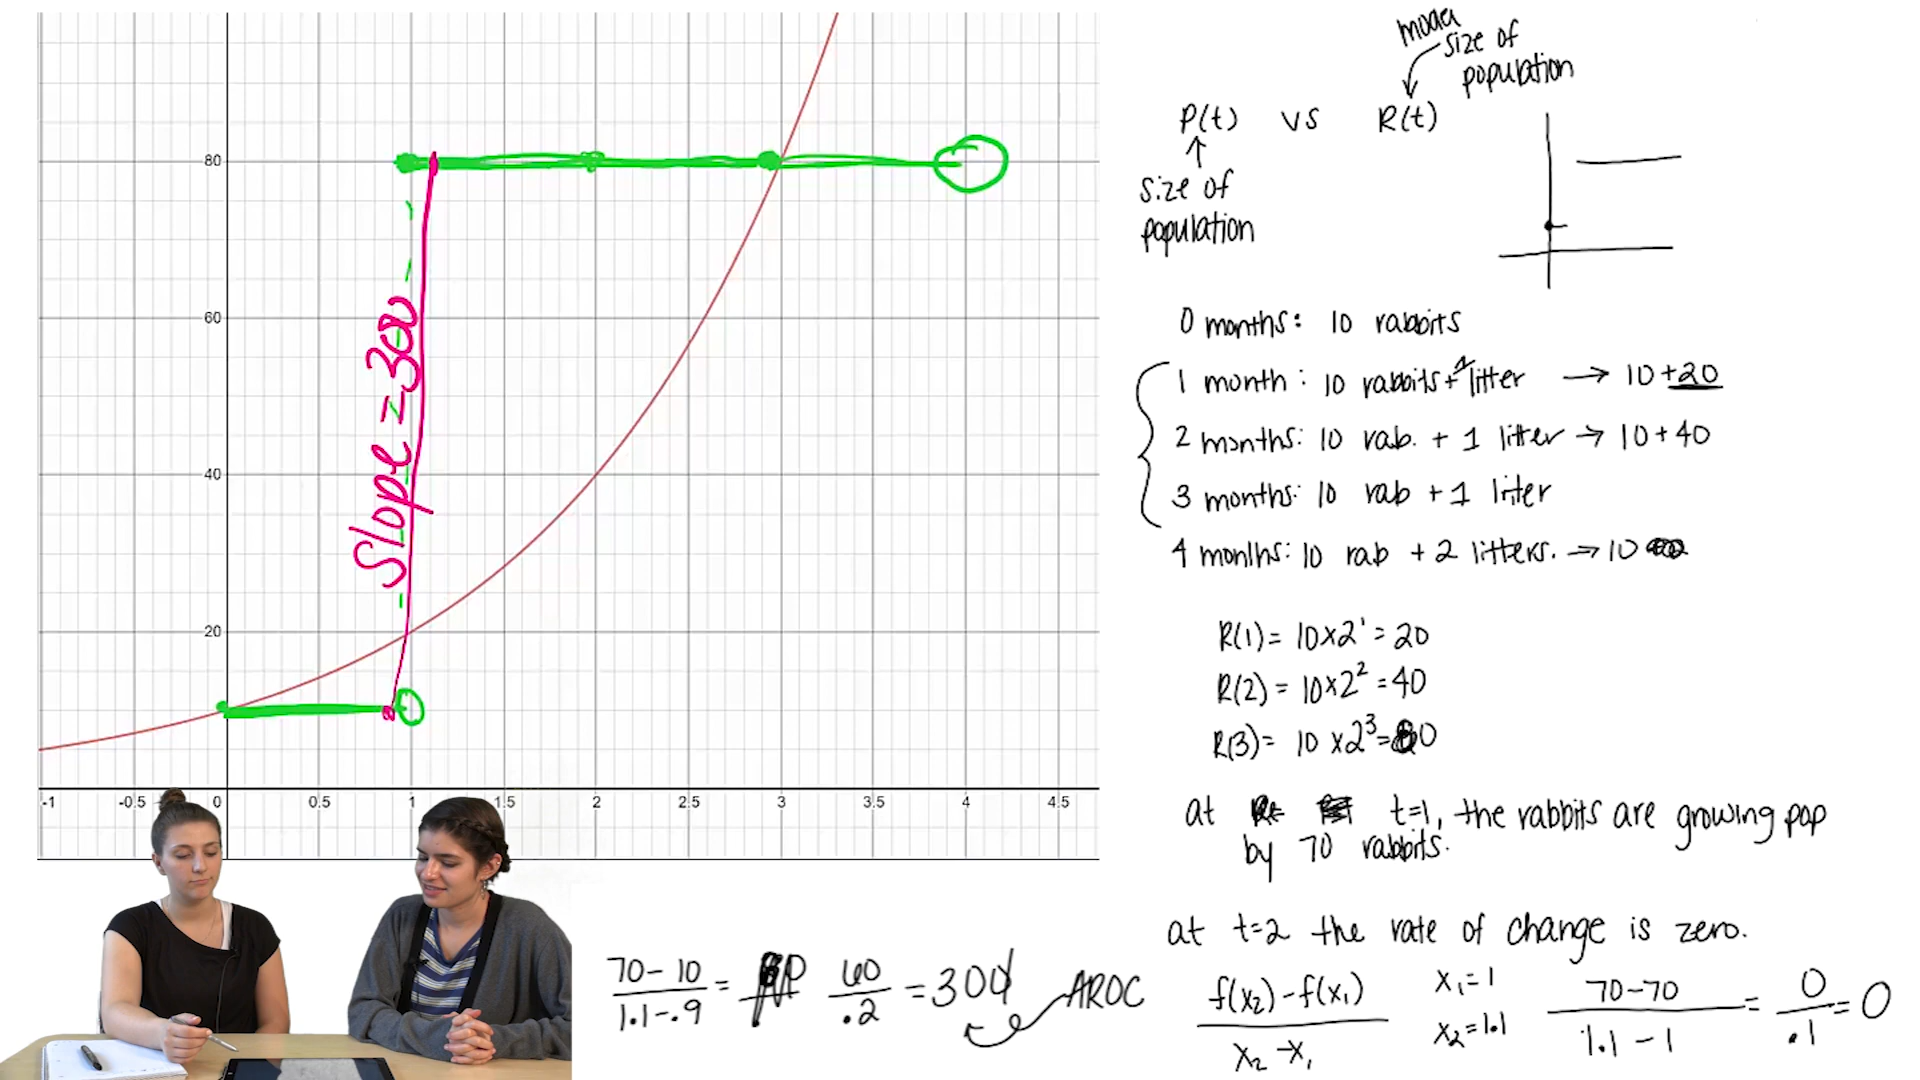 80
60
40
20
-1 -0.5 0 0.5 1 1.5 2 2.5 3 3.5 4 4.5
Slope = 300
model
size of
population
P(t) vs R(t)
size of
population
0 months: 10 rabbits
1 month: 10 rabbits + 1 litter → 10 + 20
2 months: 10 rab. + 1 litter → 10 + 40
3 months: 10 rab + 1 liter
4 months: 10 rab + 2 litters. → 10
R(1) = 10x2¹ = 20
R(2) = 10x2² = 40
R(3) = 10 x2³ = 80
at t=1, the rabbits are growing pop
by 70 rabbits.
at t=2 the rate of change is zero.
70 - 10 / 1.1 - .9 = 60 / .2 = 300 AROC
f(x₂) - f(x₁) / x₂ - x₁
x₁ = 1
x₂ = 1.1
70 - 70 / 1.1 - 1 = 0 / .1 = 0